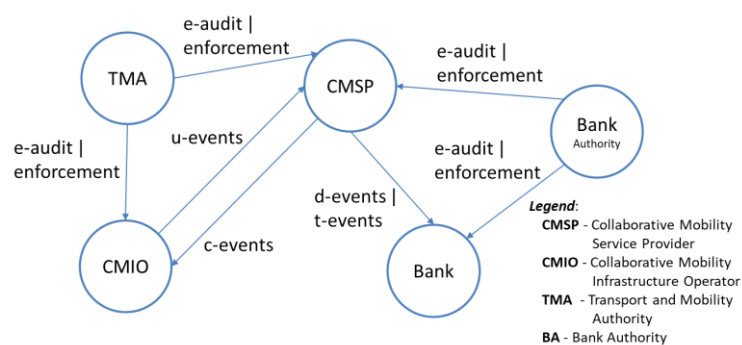 e-audit |
enforcement
TMA
CMSP
e-audit |
enforcement
Bank
Authority
e-audit |
enforcement
u-events
e-audit |
enforcement
d-events |
t-events
c-events
CMIO
Bank
Legend:
CMSP - Collaborative Mobility
Service Provider
CMIO - Collaborative Mobility
Infrastructure Operator
TMA - Transport and Mobility
Authority
BA - Bank Authority